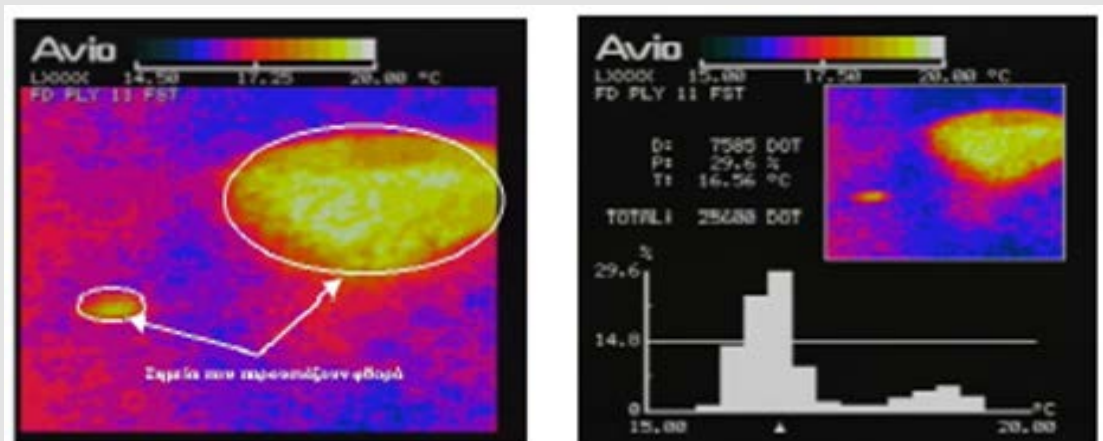 Avio
14.50 17.25 20.00 °C
FD PLY 11 FST
Σημεία που παρουσιάζουν φθορά
Avio
15.00 17.50 20.00 °C
FD PLY 11 FST
D: 7585 DOT
P: 29.6 %
T: 16.56 °C
TOTAL: 25600 DOT
%
29.6
14.8
0
°C
15.00 20.00